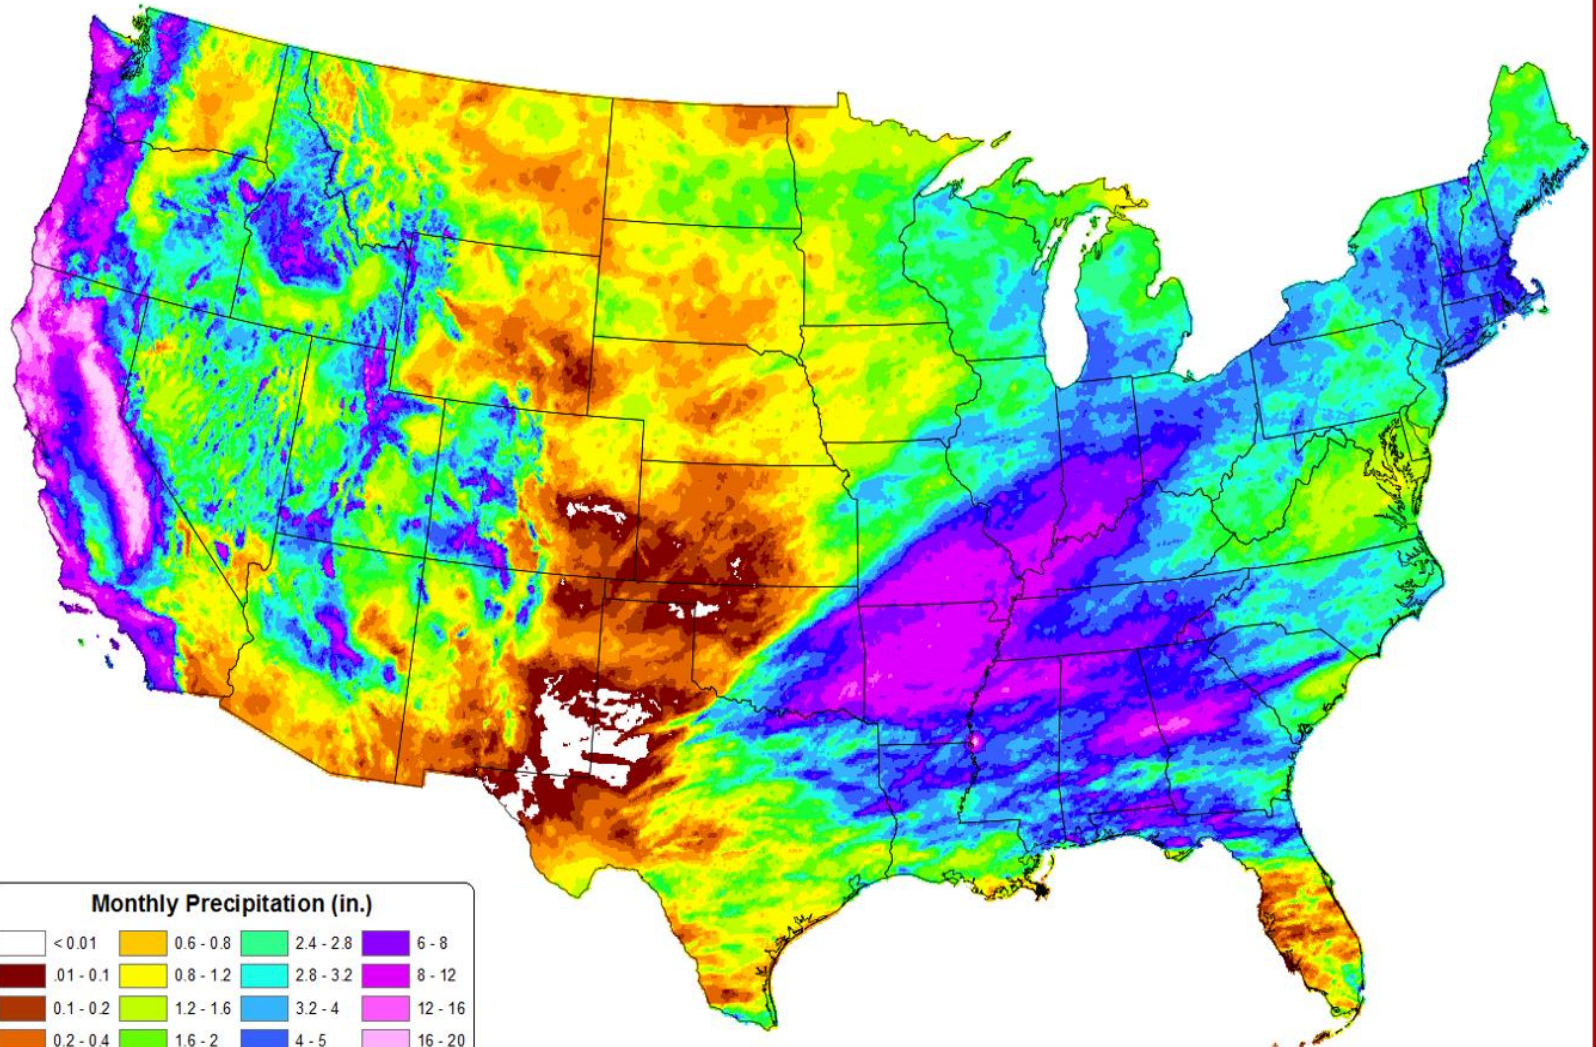 Monthly Precipitation (in.)
< 0.01 0.6 - 0.8 2.4 - 2.8 6 - 8
.01 - 0.1 0.8 - 1.2 2.8 - 3.2 8 - 12
0.1 - 0.2 1.2 - 1.6 3.2 - 4 12 - 16
0.2 - 0.4 1.6 - 2 4 - 5 16 - 20